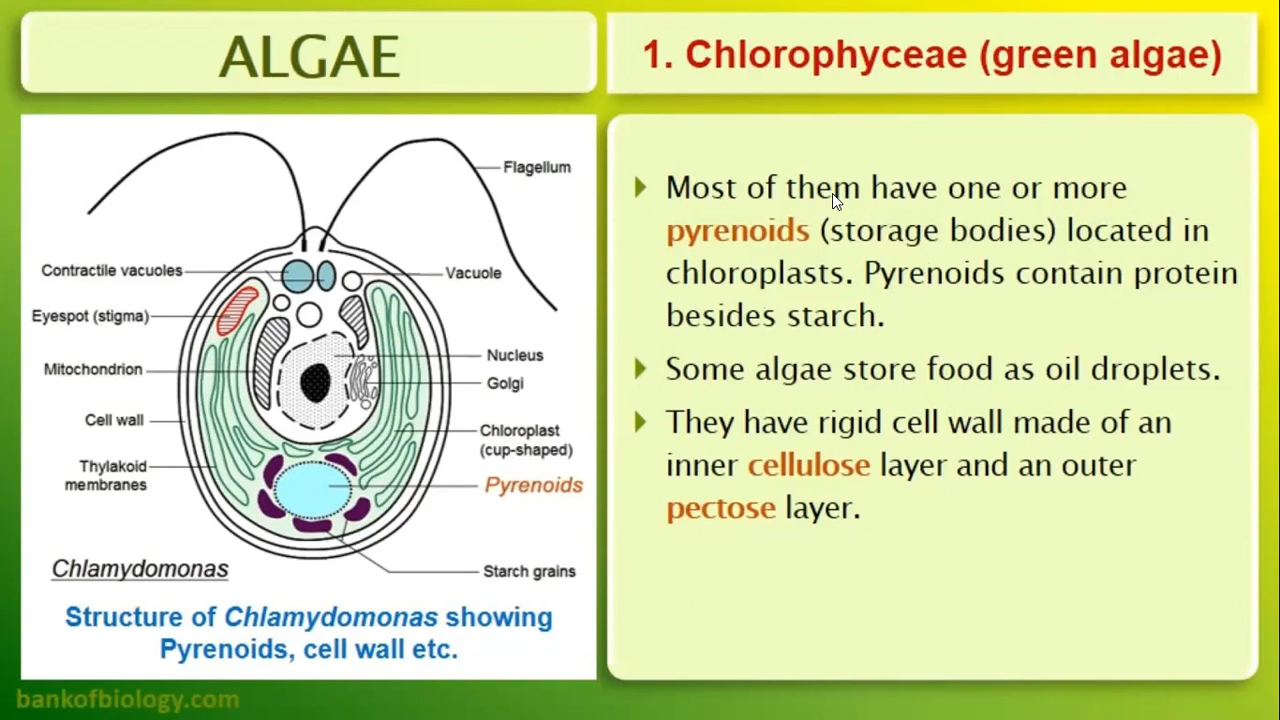 ALGAE
1. Chlorophyceae (green algae)
Flagellum
Contractile vacuoles
Vacuole
Eyespot (stigma)
Mitochondrion
Nucleus
Golgi
Cell wall
Chloroplast
(cup-shaped)
Thylakoid
membranes
Pyrenoids
Starch grains
Chlamydomonas
Structure of Chlamydomonas showing
Pyrenoids, cell wall etc.
Most of them have one or more
pyrenoids (storage bodies) located in
chloroplasts. Pyrenoids contain protein
besides starch.
Some algae store food as oil droplets.
They have rigid cell wall made of an
inner cellulose layer and an outer
pectose layer.
bankofbiology.com